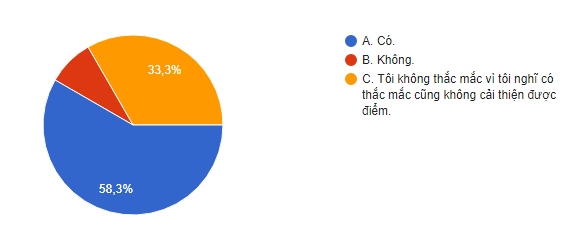 33,3%
58,3%
A. Có.
B. Không.
C. Tôi không thắc mắc vì tôi nghĩ có
thắc mắc cũng không cải thiện được
điểm.